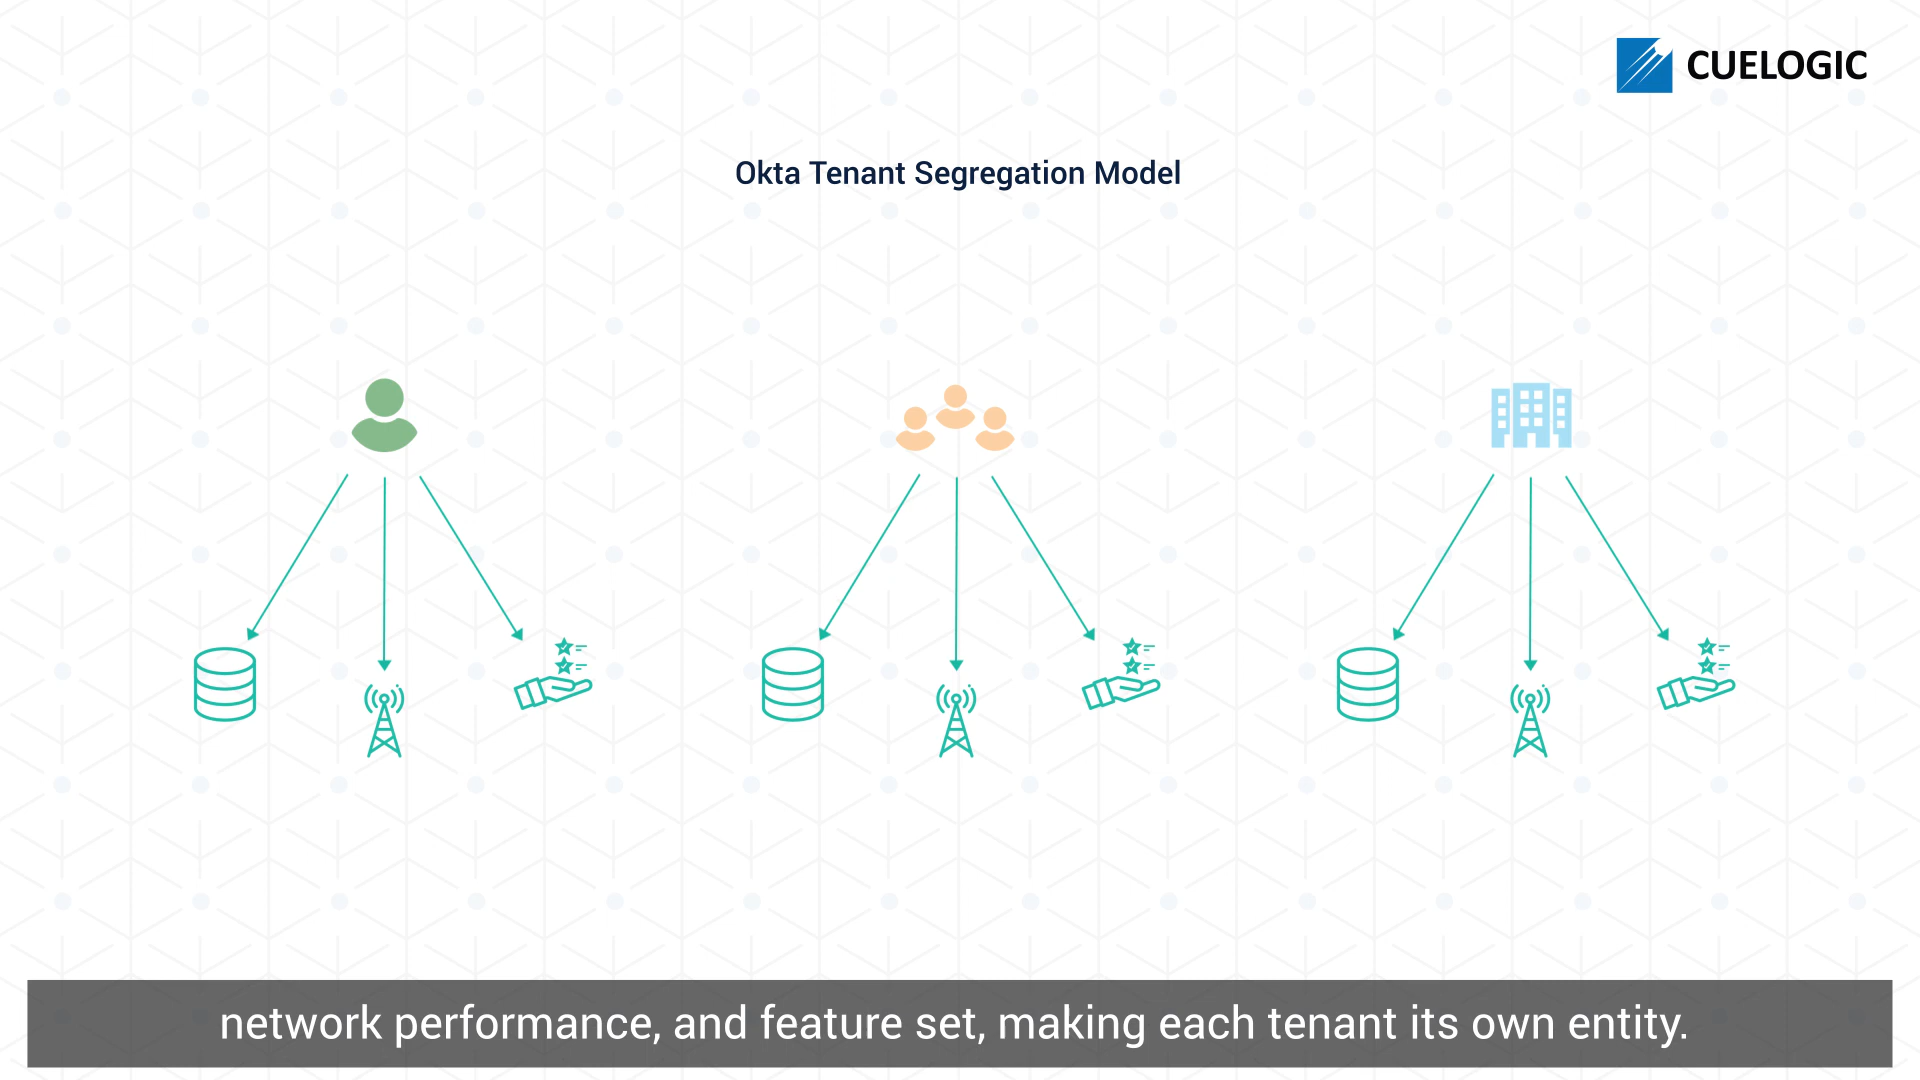 CUELOGIC
Okta Tenant Segregation Model
network performance, and feature set, making each tenant its own entity.